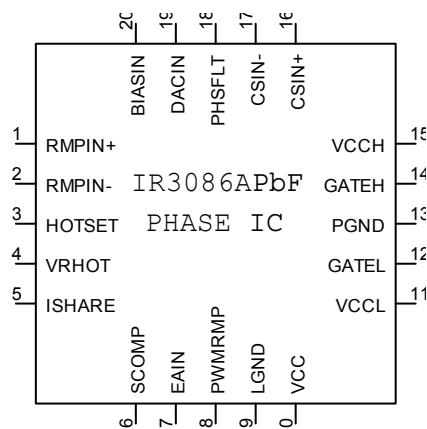 20 19 18 17 16
BIASIN DACIN PHSFLT CSIN- CSIN+
1 RMPIN+ VCCH 15
2 RMPIN- IR3086APbF GATEH 14
3 HOTSET PHASE IC PGND 13
4 VRHOT GATEL 12
5 ISHARE VCCL 11
SCOMP EAIN PWMRMP LGND VCC
6 7 8 9 0